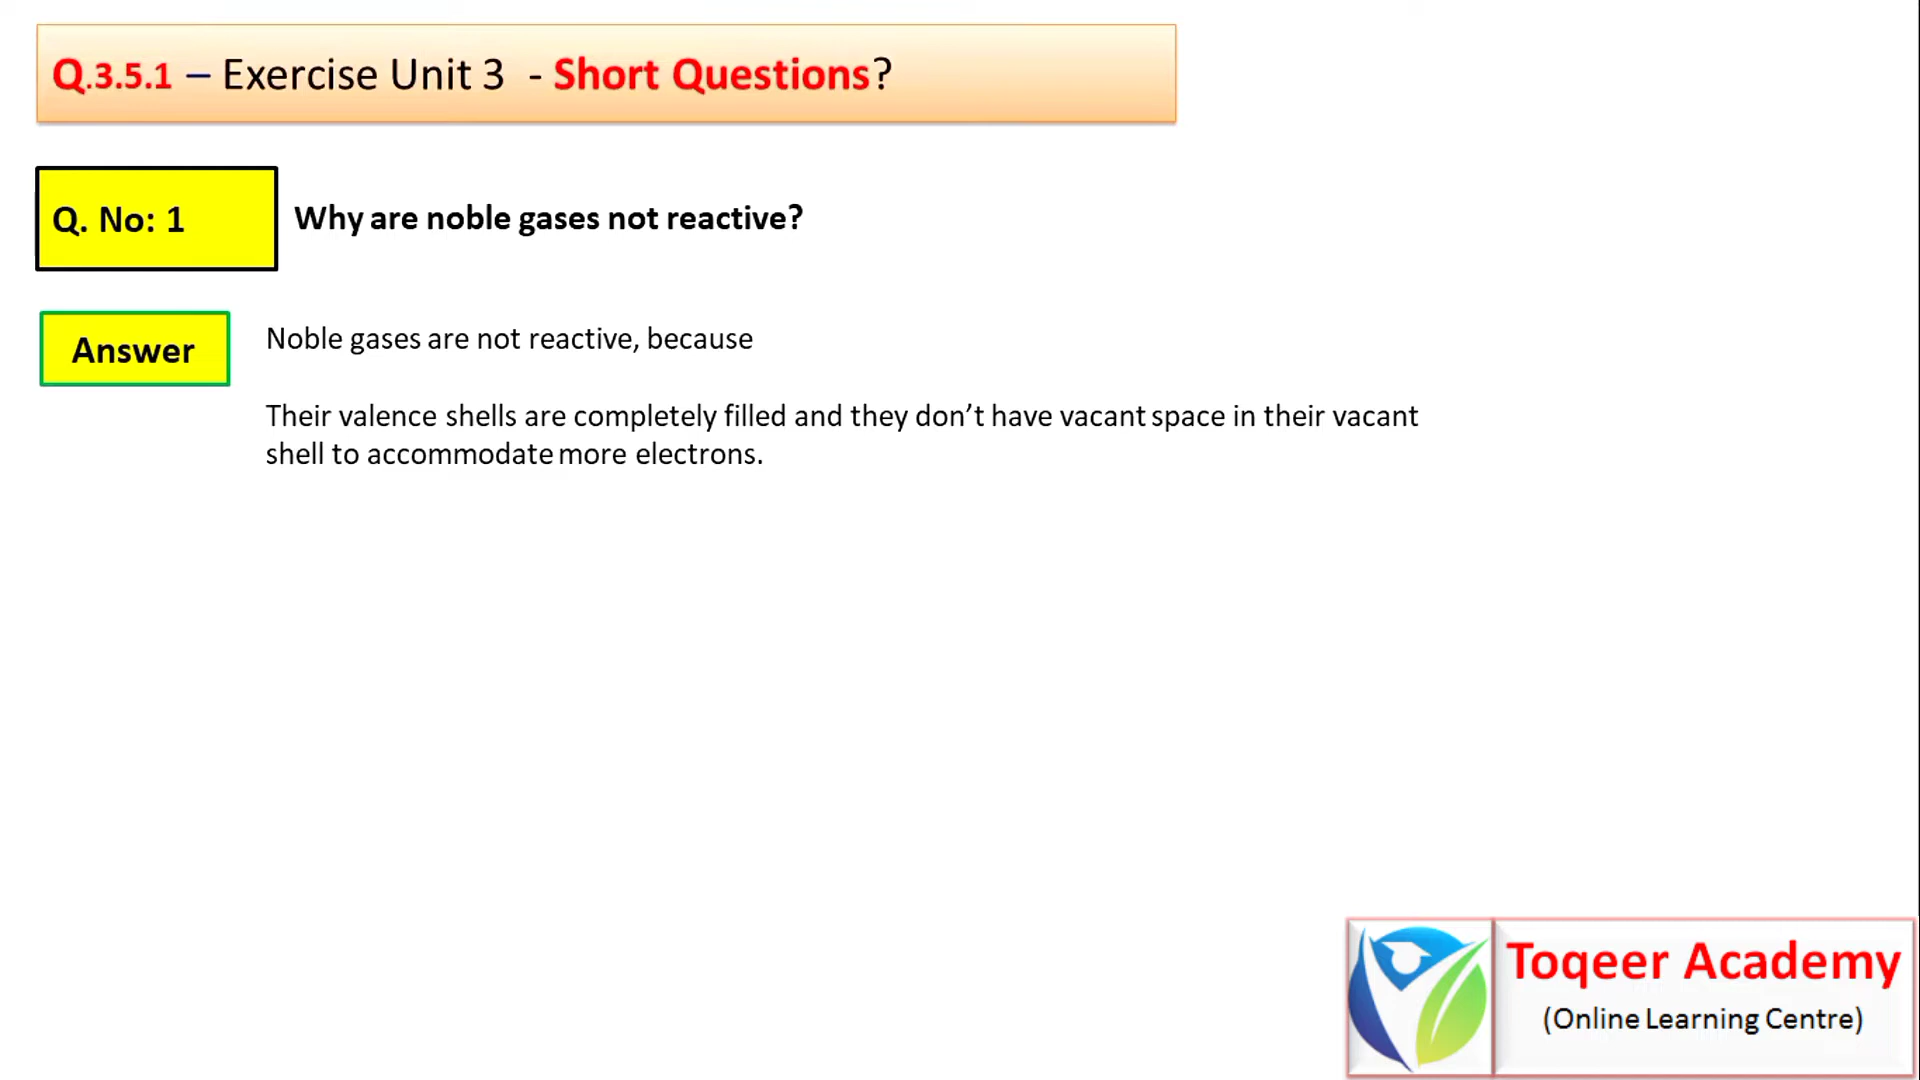 Q.3.5.1 – Exercise Unit 3 - Short Questions?
Q. No: 1
Why are noble gases not reactive?
Answer
Noble gases are not reactive, because
Their valence shells are completely filled and they don’t have vacant space in their vacant
shell to accommodate more electrons.
Toqeer Academy
(Online Learning Centre)